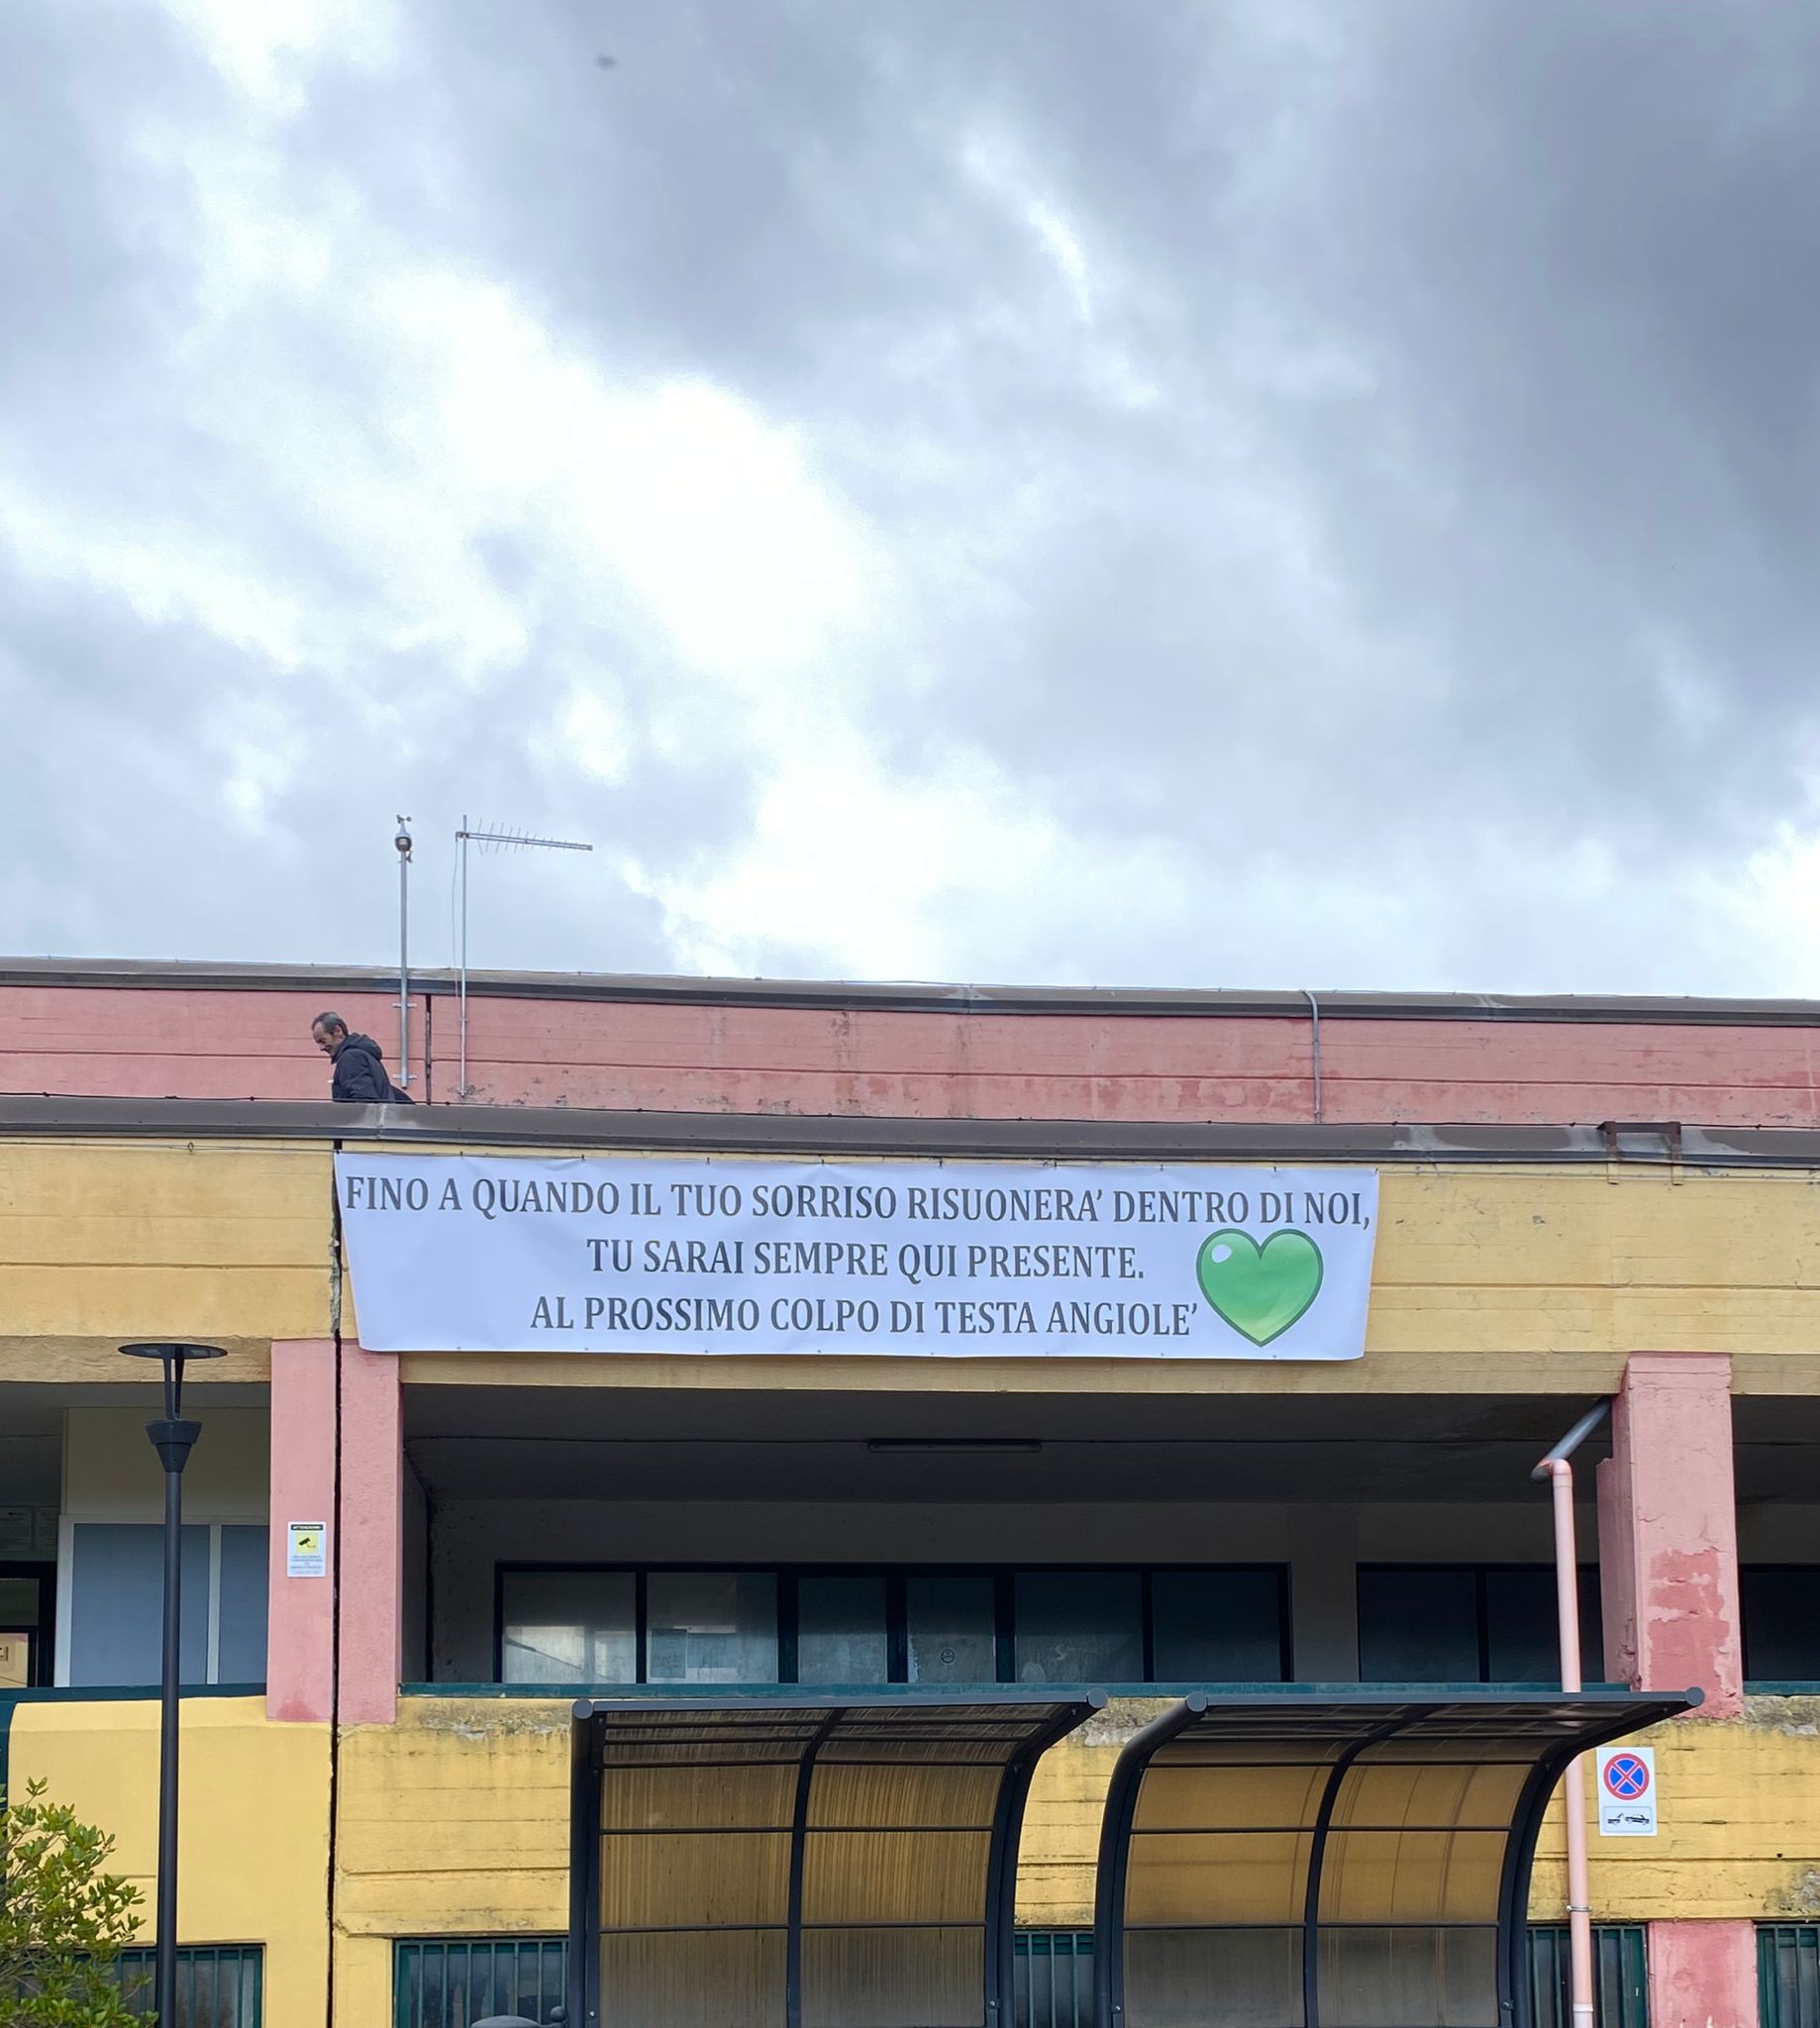 FINO A QUANDO IL TUO SORRISO RISUONERA' DENTRO DI NOI,
TU SARAI SEMPRE QUI PRESENTE.
AL PROSSIMO COLPO DI TESTA ANGIOLE'
ATTENZIONE